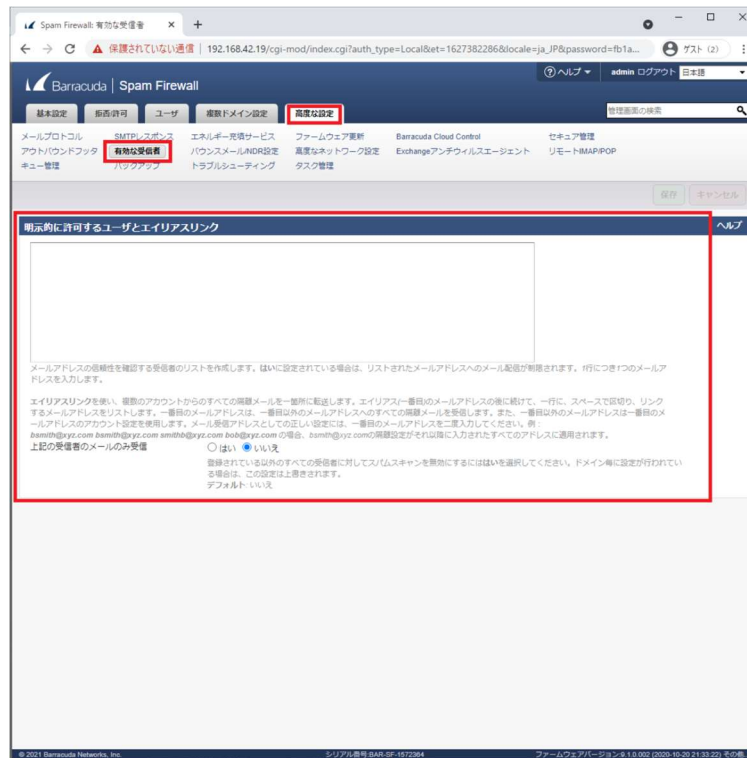 Spam Firewall: 有効な受信者
保護されていない通信 | 192.168.42.19/cgi-mod/index.cgi?auth_type=Local&et=1627382286&locale=ja_JP&password=fb1a...
ゲスト (2)
Barracuda | Spam Firewall
ヘルプ admin ログアウト 日本語
基本設定 拒否/許可 ユーザ 複数ドメイン設定 高度な設定 管理画面の検索
メールプロトコル SMTPレスポンス エネルギー充填サービス ファームウェア更新 Barracuda Cloud Control セキュア管理
アウトバウンドフッタ 有効な受信者 バウンスメール/NDR設定 高度なネットワーク設定 Exchangeアンチウィルスエージェント リモートIMAP/POP
キュー管理 バックアップ トラブルシューティング タスク管理
保存 キャンセル
明示的に許可するユーザとエイリアスリンク ヘルプ
メールアドレスの信頼性を確認する受信者のリストを作成します。はいに設定されている場合は、リストされたメールアドレスへのメール配信が制限されます。1行につき1つのメールア
ドレスを入力します。
エイリアスリンクを使い、複数のアカウントからのすべての隔離メールを一箇所に転送します。エイリアス(一番目)のメールアドレスの後に続けて、一行に、スペースで区切り、リンク
するメールアドレスをリストします。一番目のメールアドレスは、一番目以外のメールアドレスへのすべての隔離メールを受信します。また、一番目以外のメールアドレスは一番目のメ
ールアドレスのアカウント設定を使用します。メール受信アドレスとしての正しい設定には、一番目のメールアドレスを二度入力してください。例：
bsmith@xyz.com bsmith@xyz.com smithb@xyz.com bob@xyz.com の場合、bsmith@xyz.comの隔離設定がそれ以降に入力されたすべてのアドレスに適用されます。
上記の受信者のメールのみ受信 はい いいえ
登録されている以外のすべての受信者に対してスパムスキャンを無効にするにははいを選択してください。ドメイン毎に設定が行われてい
る場合は、この設定は上書きされます。
デフォルト: いいえ
© 2021 Barracuda Networks, Inc. シリアル番号:BAR-SF-1572364 ファームウェアバージョン:9.1.0.002 (2020-10-20 21:33:22) その他